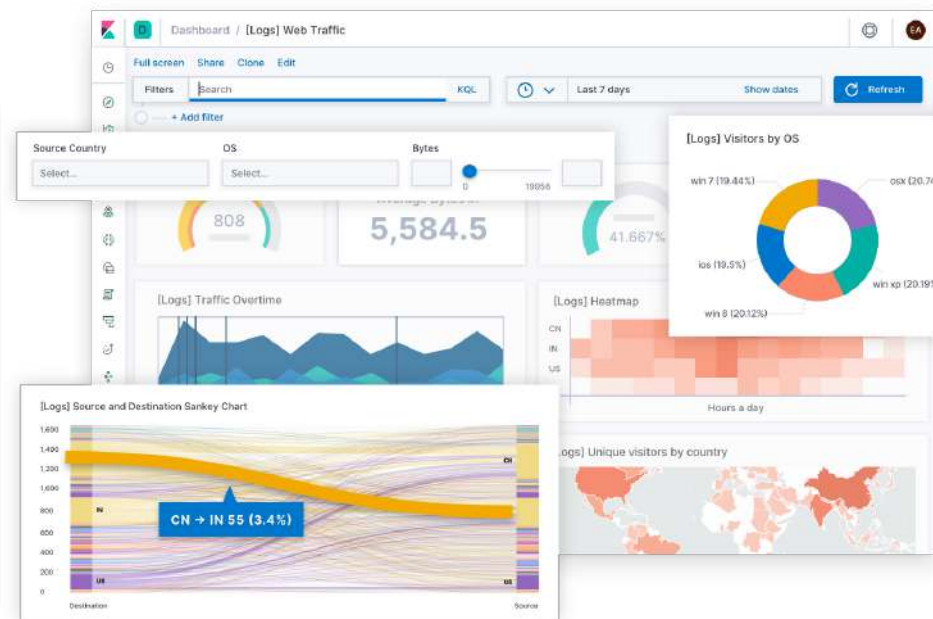 D Dashboard / [Logs] Web Traffic
EA
Full screen Share Clone Edit
Filters Search KQL
Last 7 days Show dates
Refresh
+ Add filter
Source Country OS Bytes
Select... Select...
0 19956
[Logs] Visitors by OS
win 7 (19.44%)
osx (20.74
ios (19.5%)
win xp (20.19%
win 8 (20.12%)
808
5,584.5
41.667%
[Logs] Traffic Overtime
[Logs] Heatmap
CN
IN
US
Hours a day
[Logs] Source and Destination Sankey Chart
1,600
1,400
1,200
1,000
800
600
400
200
0
CN
IN
US
US
CN → IN 55 (3.4%)
Destination Source
ogs] Unique visitors by country